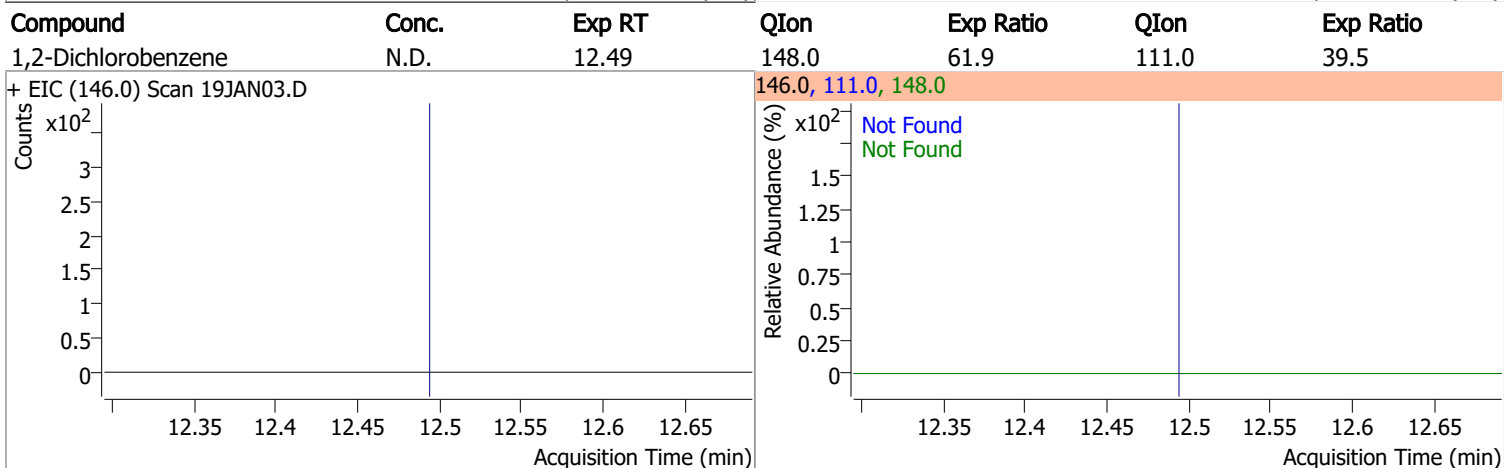 Compound Conc. Exp RT QIon Exp Ratio QIon Exp Ratio
1,2-Dichlorobenzene N.D. 12.49 148.0 61.9 111.0 39.5
+ EIC (146.0) Scan 19JAN03.D
Counts
x10²
3
2.5
2
1.5
1
0.5
0
12.35 12.4 12.45 12.5 12.55 12.6 12.65
Acquisition Time (min)
146.0, 111.0, 148.0
Relative Abundance (%)
x10²
Not Found
Not Found
1.5
1.25
1
0.75
0.5
0.25
0
12.35 12.4 12.45 12.5 12.55 12.6 12.65
Acquisition Time (min)